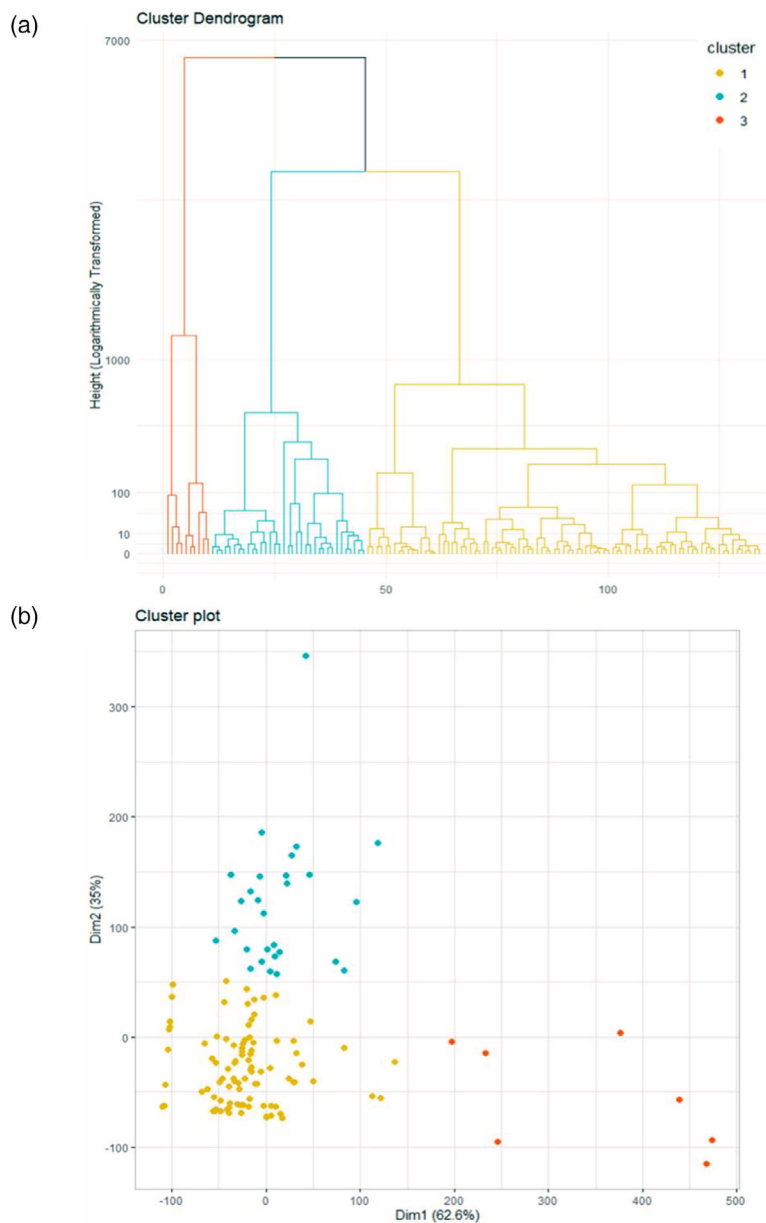 (a)
Cluster Dendrogram
7000
1000
100
10
0
Height (Logarithmically Transformed)
0
50
100
cluster
1
2
3
(b)
Cluster plot
300
200
100
0
-100
Dim2 (35%)
-100
0
100
200
300
400
500
Dim1 (62.6%)